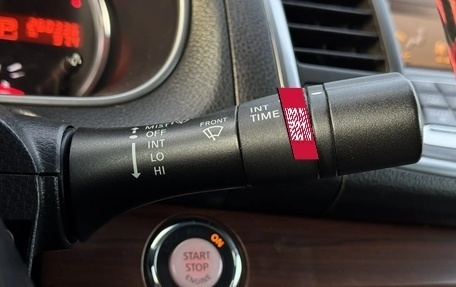 MIST
OFF
INT
LO
HI
FRONT
INT
TIME
START
STOP
ENGINE
ON